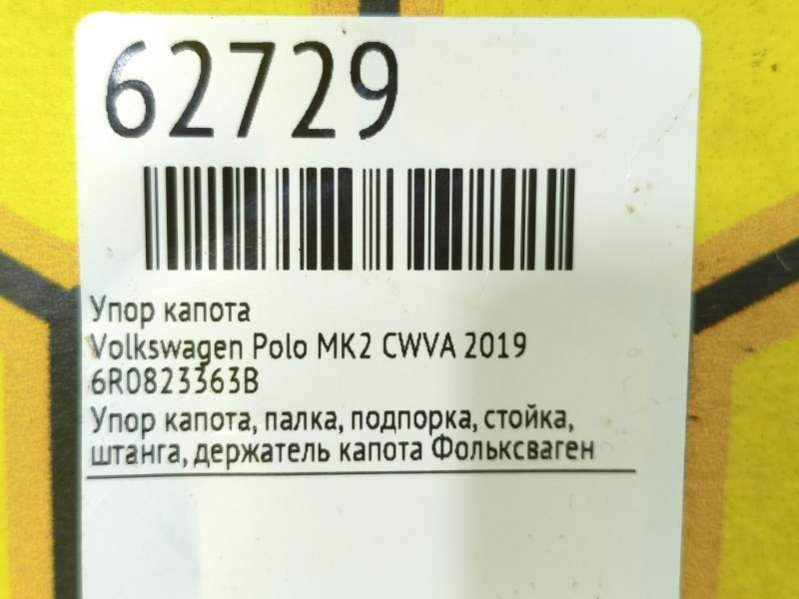 62729
Упор капота
Volkswagen Polo MK2 CWVA 2019
6R0823363B
Упор капота, палка, подпорка, стойка,
штанга, держатель капота Фольксваген